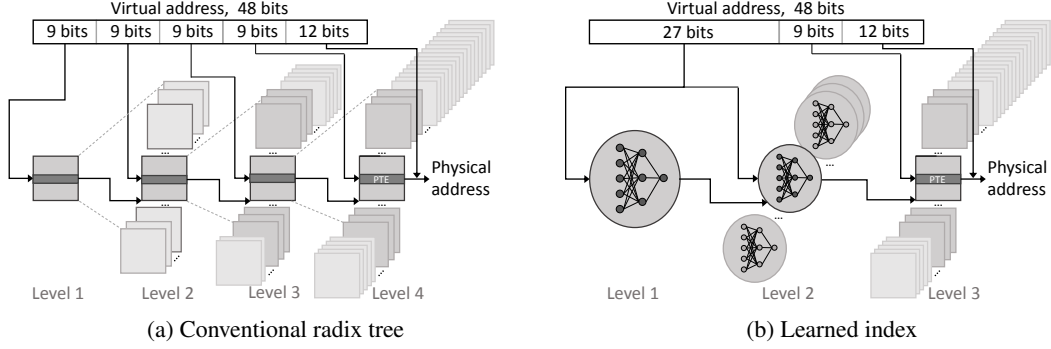 Virtual address, 48 bits
9 bits 9 bits 9 bits 9 bits 12 bits
...
...
...
PTE
Physical
address
...
...
...
Level 1 Level 2 Level 3 Level 4
(a) Conventional radix tree
Virtual address, 48 bits
27 bits 9 bits 12 bits
...
...
PTE
Physical
address
...
...
Level 1 Level 2 Level 3
(b) Learned index